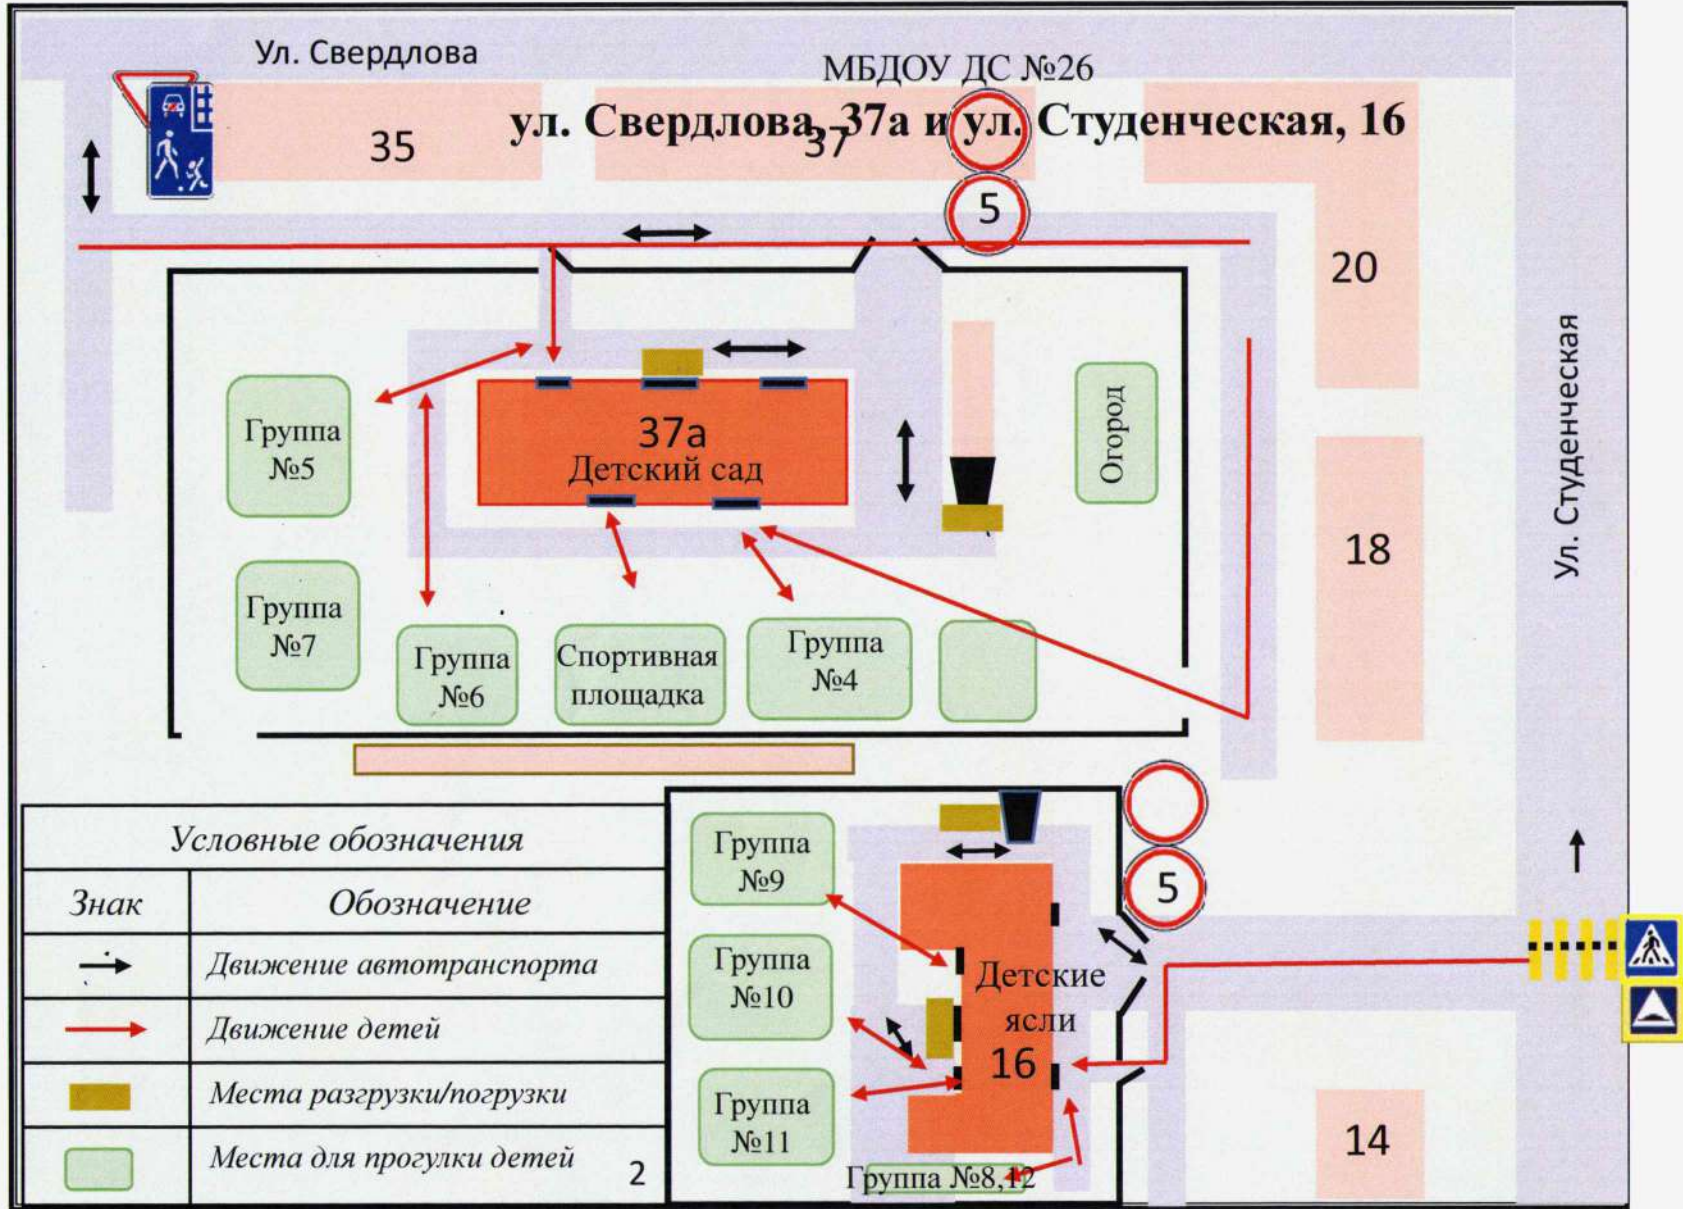 Ул. Свердлова
МБДОУ ДС №26
ул. Свердлова, 37а и ул. Студенческая, 16
35
37
5
20
Ул. Студенческая
Группа
№5
37а
Детский сад
Огород
18
Группа
№7
Группа
№6
Спортивная
площадка
Группа
№4
Условные обозначения
Знак
Обозначение
Движение автотранспорта
Движение детей
Места разгрузки/погрузки
Места для прогулки детей
2
Группа
№9
Группа
№10
Группа
№11
Детские
ясли
16
Группа №8,12
5
14